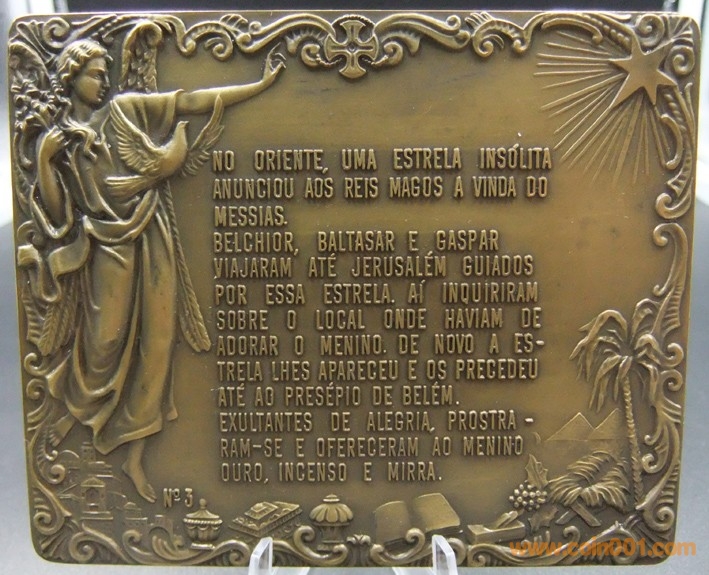 NO ORIENTE, UMA ESTRELA INSÓLITA
ANUNCIOU AOS REIS MAGOS A VINDA DO
MESSIAS.
BELCHIOR, BALTASAR E GASPAR
VIAJARAM ATÉ JERUSALÉM GUIADOS
POR ESSA ESTRELA. AÍ INQUIRIRAM
SOBRE O LOCAL ONDE HAVIAM DE
ADORAR O MENINO. DE NOVO A ES-
TRELA LHES APARECEU E OS PRECEDEU
ATÉ AO PRESÉPIO DE BELÉM.
EXULTANTES DE ALEGRIA, PROSTRA-
RAM-SE E OFERECERAM AO MENINO
OURO, INCENSO E MIRRA.
Nº 3
www.coin001.com